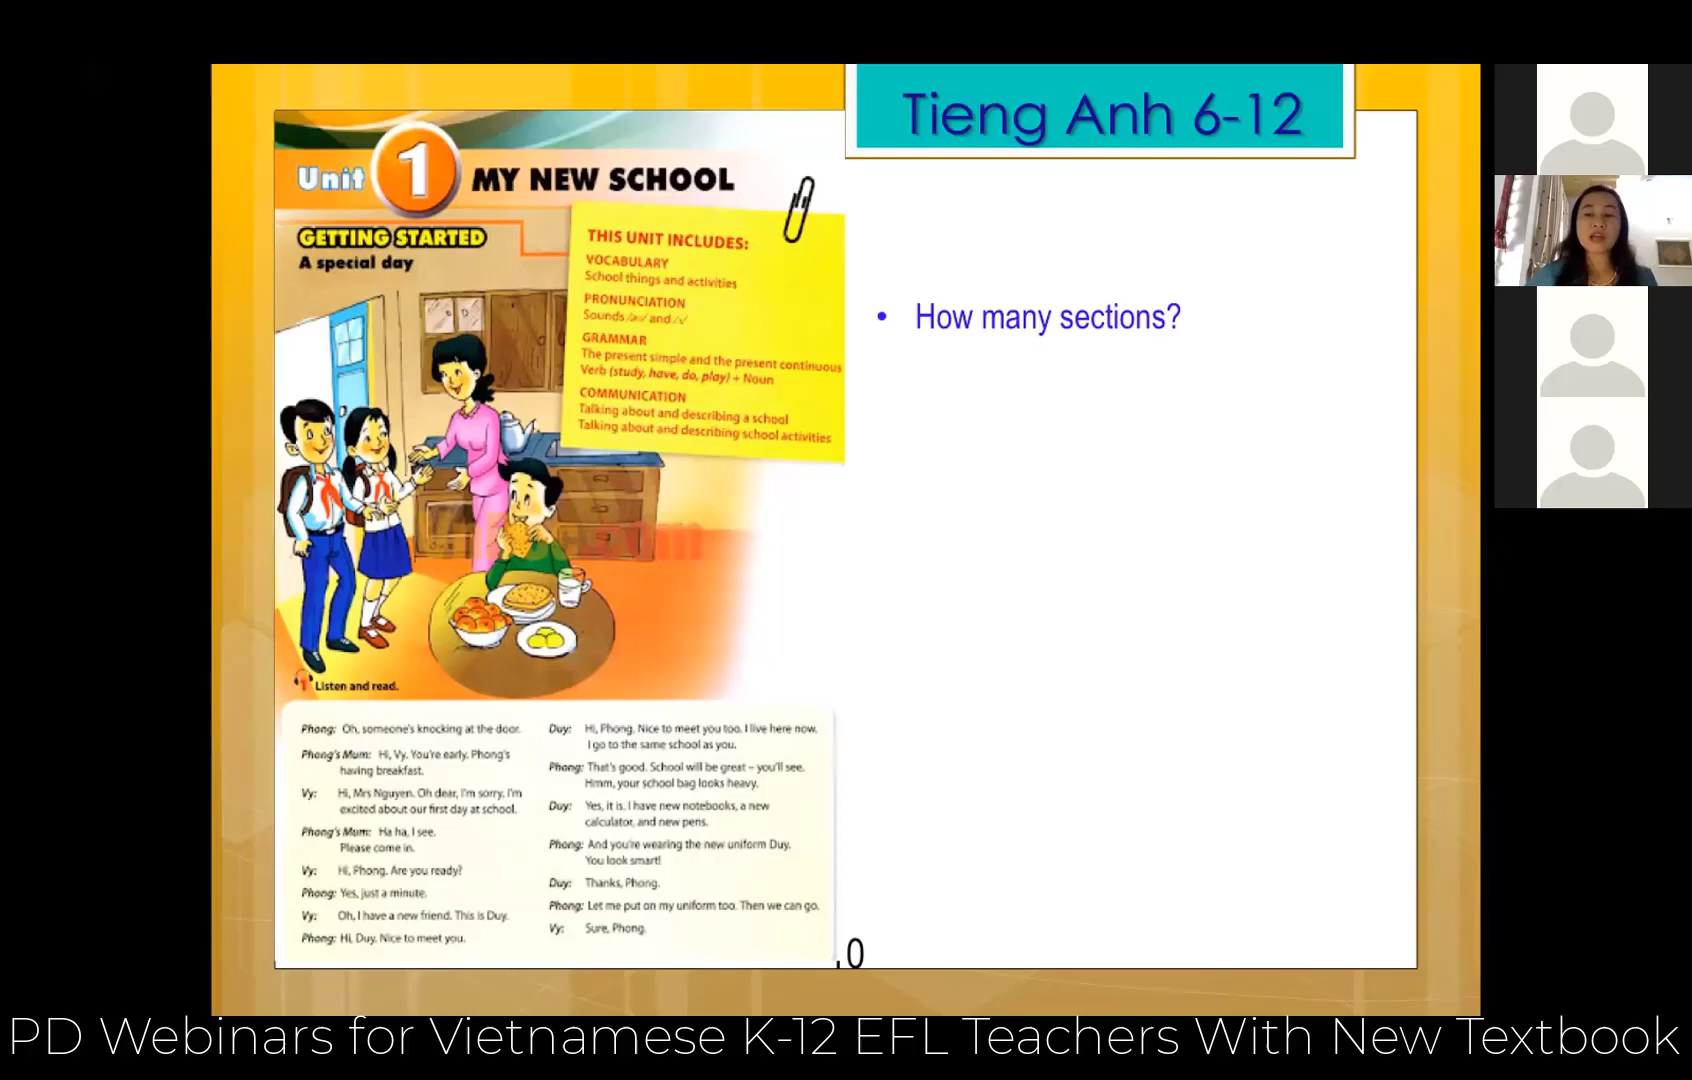 Tieng Anh 6-12
Unit 1 MY NEW SCHOOL
GETTING STARTED
A special day
THIS UNIT INCLUDES:
VOCABULARY
School things and activities
PRONUNCIATION
Sounds and
GRAMMAR
The present simple and the present continuous
Verb (study, have, do, play) + Noun
COMMUNICATION
Talking about and describing a school
Talking about and describing school activities
• How many sections?
1 Listen and read.
Phong: Oh, someone's knocking at the door.
Phong's Mum: Hi, Vy. You're early. Phong's
having breakfast.
Vy: Hi, Mrs Nguyen. Oh dear, I'm sorry. I'm
excited about our first day at school.
Phong's Mum: Ha ha, I see.
Please come in.
Vy: Hi, Phong. Are you ready?
Phong: Yes, just a minute.
Vy: Oh, I have a new friend. This is Duy.
Phong: Hi, Duy. Nice to meet you.
Duy: Hi, Phong. Nice to meet you too. I live here now.
I go to the same school as you.
Phong: That's good. School will be great – you'll see.
Hmm, your school bag looks heavy.
Duy: Yes, it is. I have new notebooks, a new
calculator, and new pens.
Phong: And you're wearing the new uniform Duy.
You look smart!
Duy: Thanks, Phong.
Phong: Let me put on my uniform too. Then we can go.
Vy: Sure, Phong.
.0
PD Webinars for Vietnamese K-12 EFL Teachers With New Textbook